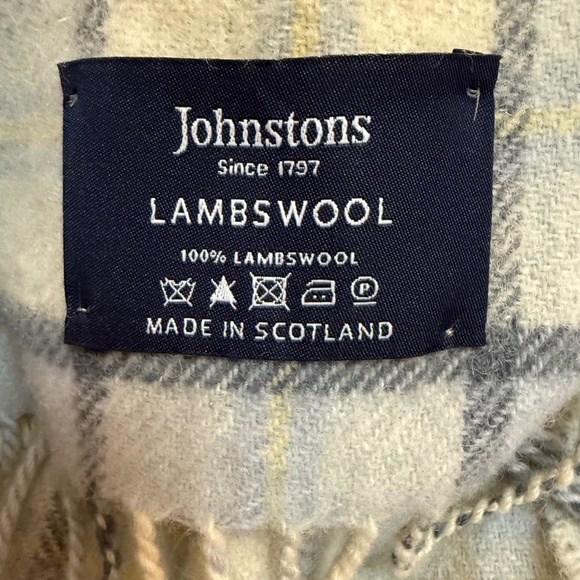 Johnstons
Since 1797
LAMBSWOOL
100% LAMBSWOOL
P
MADE IN SCOTLAND